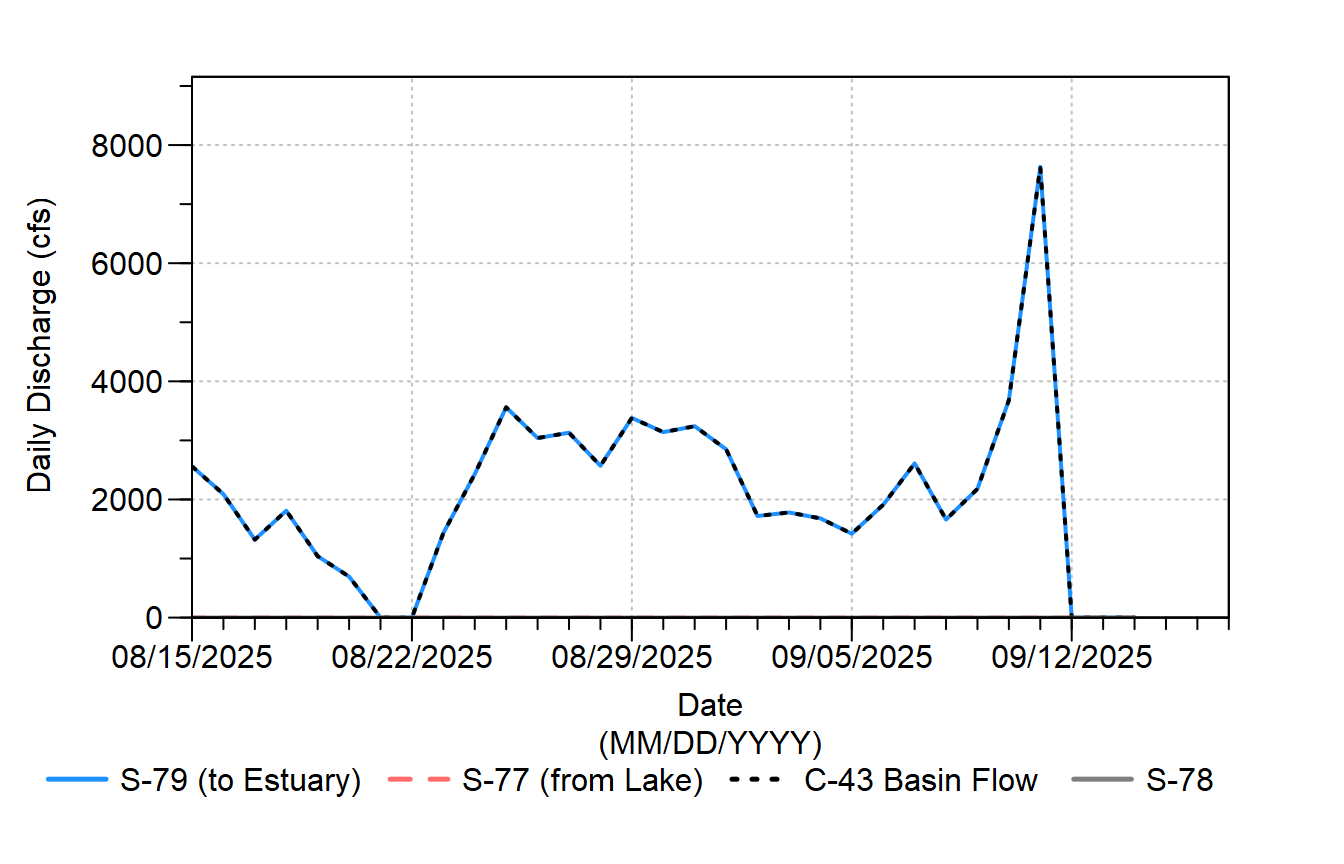 Daily Discharge (cfs)
8000
6000
4000
2000
0
08/15/2025 08/22/2025 08/29/2025 09/05/2025 09/12/2025
Date
(MM/DD/YYYY)
S-79 (to Estuary) S-77 (from Lake) C-43 Basin Flow S-78